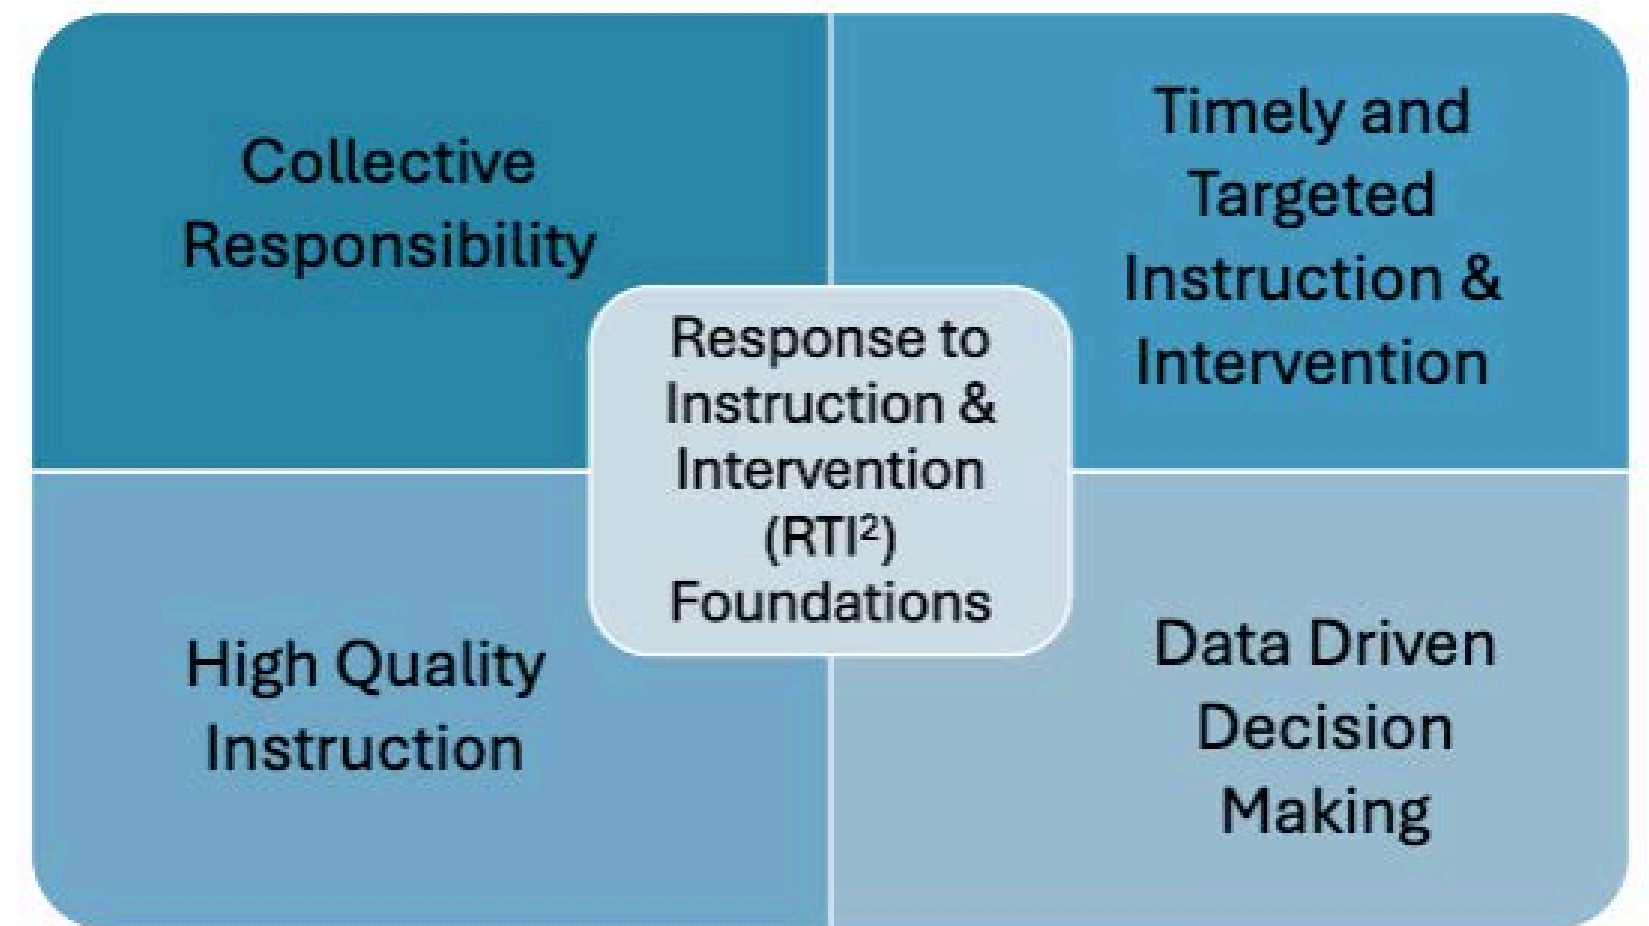 Collective
Responsibility
Timely and
Targeted
Instruction &
Intervention
Response to
Instruction &
Intervention
(RTI²)
Foundations
High Quality
Instruction
Data Driven
Decision
Making